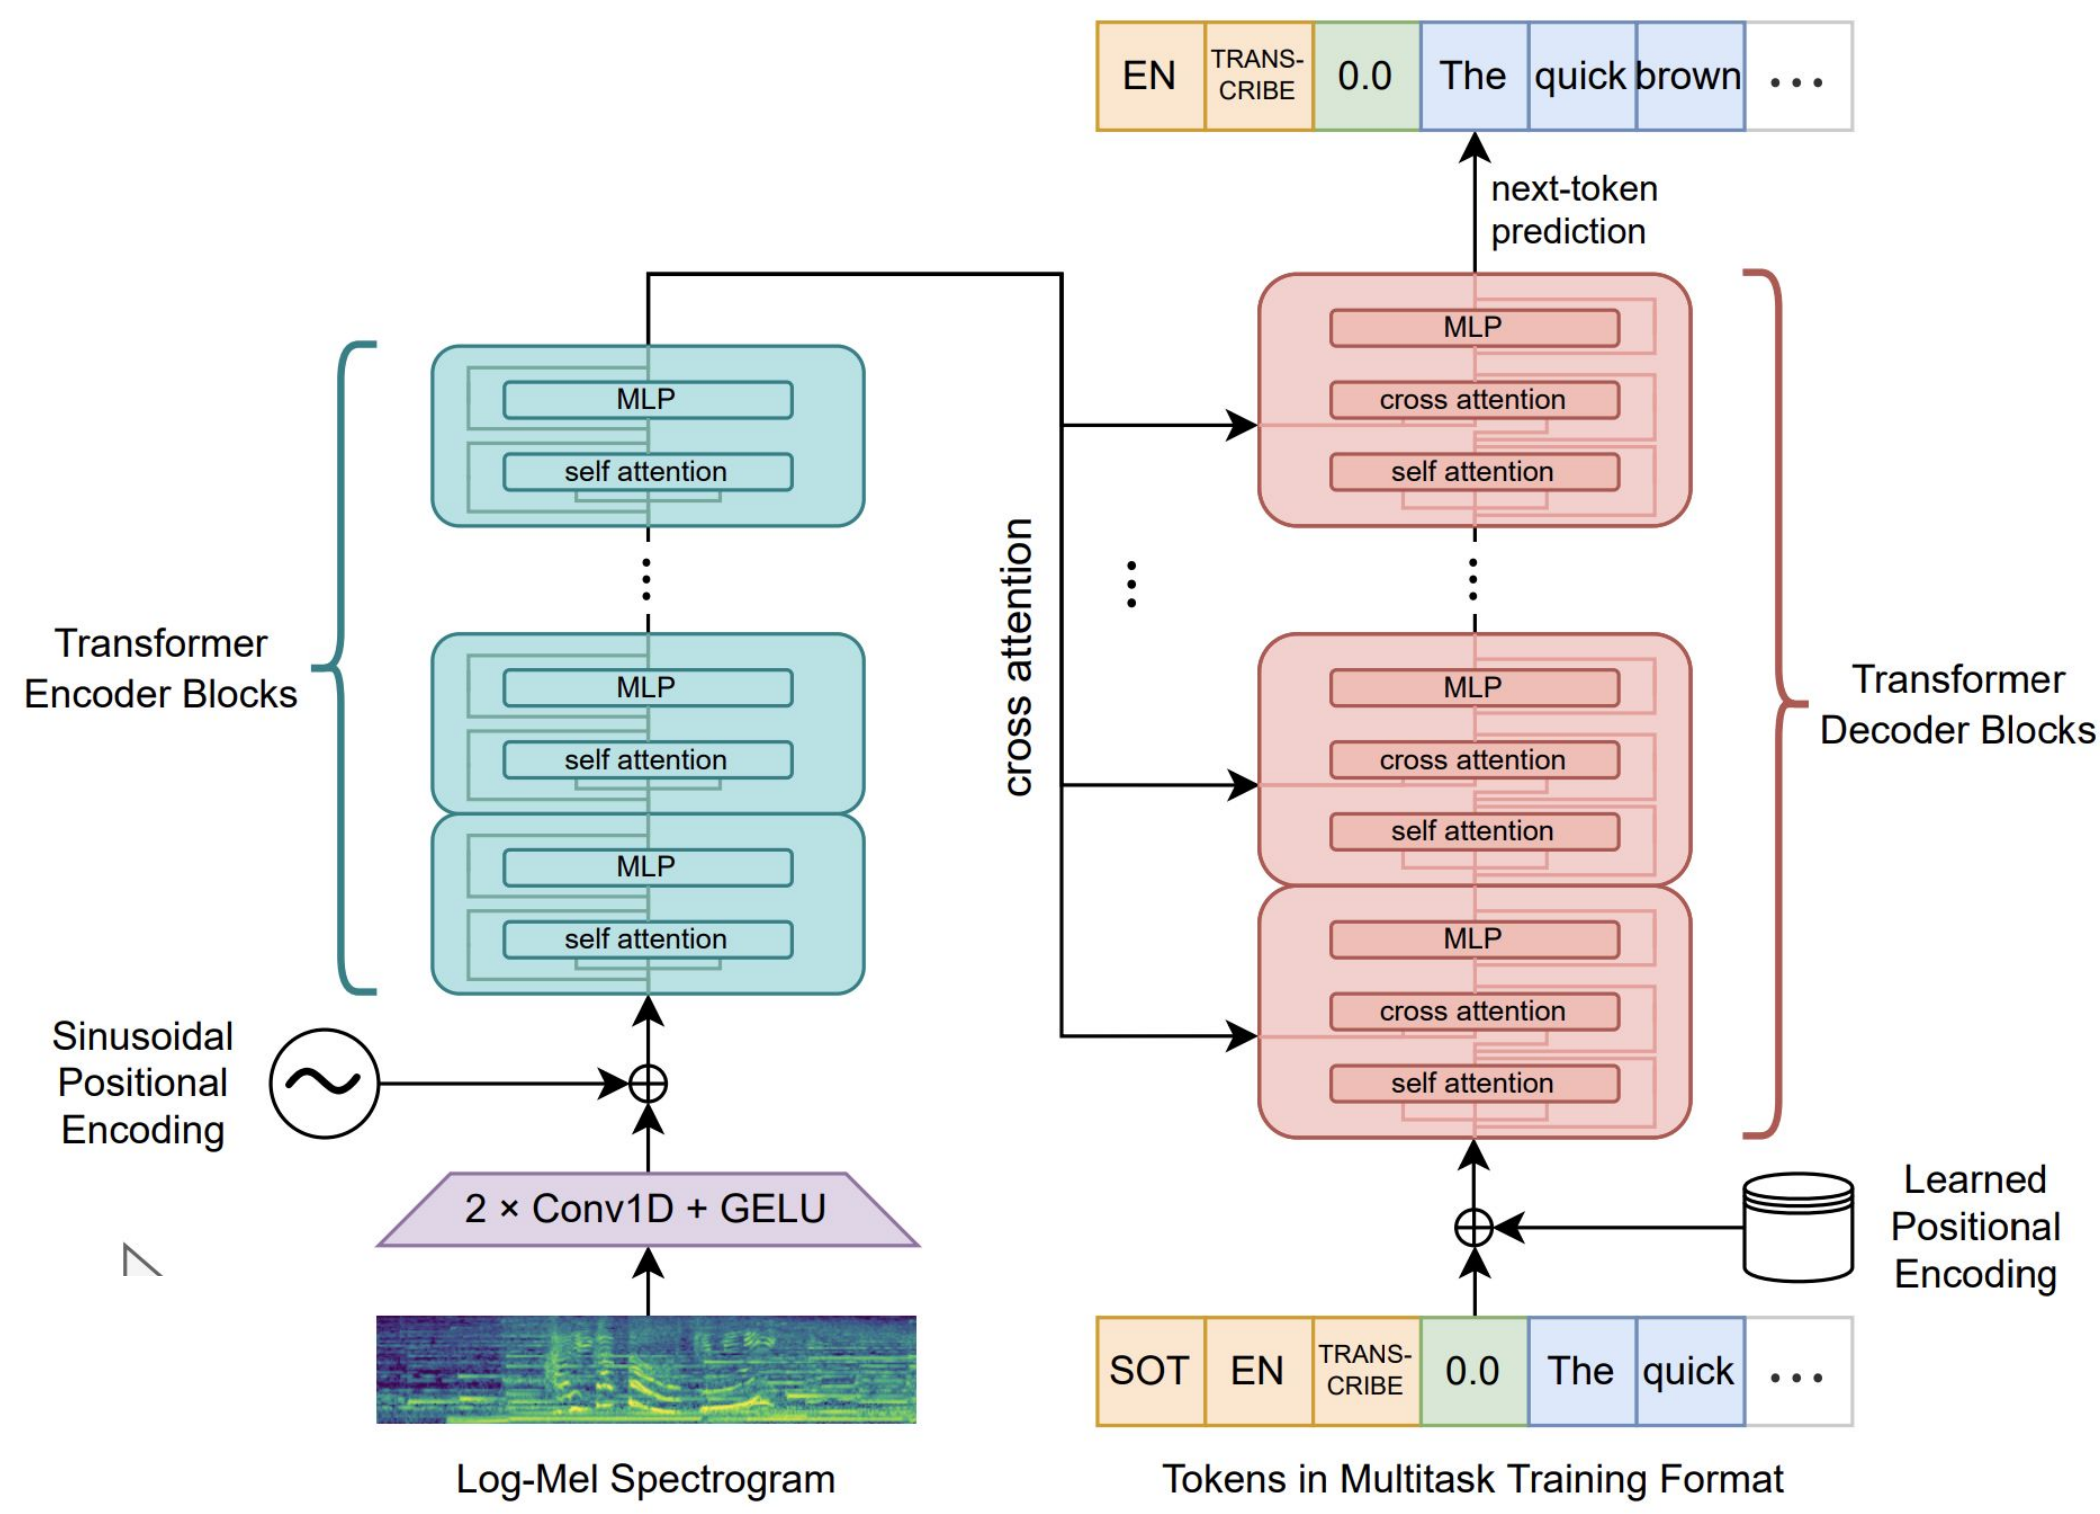 EN
TRANS-
CRIBE
0.0
The
quick
brown
...
next-token
prediction
Transformer
Encoder Blocks
MLP
self attention
MLP
self attention
MLP
self attention
Sinusoidal
Positional
Encoding
2 × Conv1D + GELU
Log-Mel Spectrogram
cross attention
MLP
cross attention
self attention
MLP
cross attention
self attention
MLP
cross attention
self attention
Transformer
Decoder Blocks
Learned
Positional
Encoding
SOT
EN
TRANS-
CRIBE
0.0
The
quick
...
Tokens in Multitask Training Format